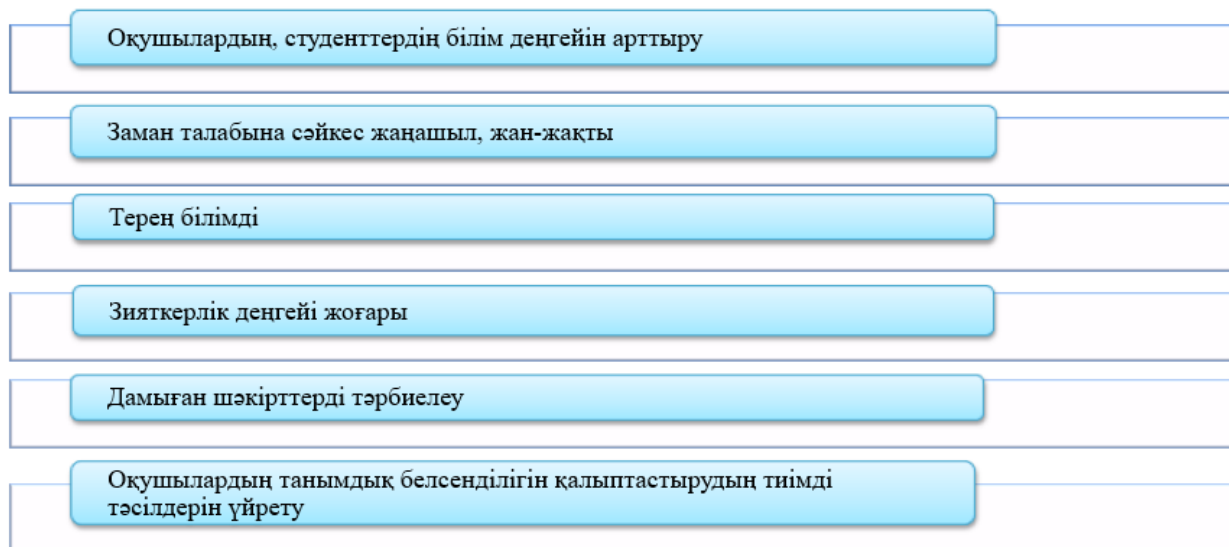 Оқушылардың, студенттердің білім деңгейін арттыру
Заман талабына сәйкес жаңашыл, жан-жақты
Терең білімді
Зияткерлік деңгейі жоғары
Дамыған шәкірттерді тәрбиелеу
Оқушылардың танымдық белсенділігін қалыптастырудың тиімді
тәсілдерін үйрету